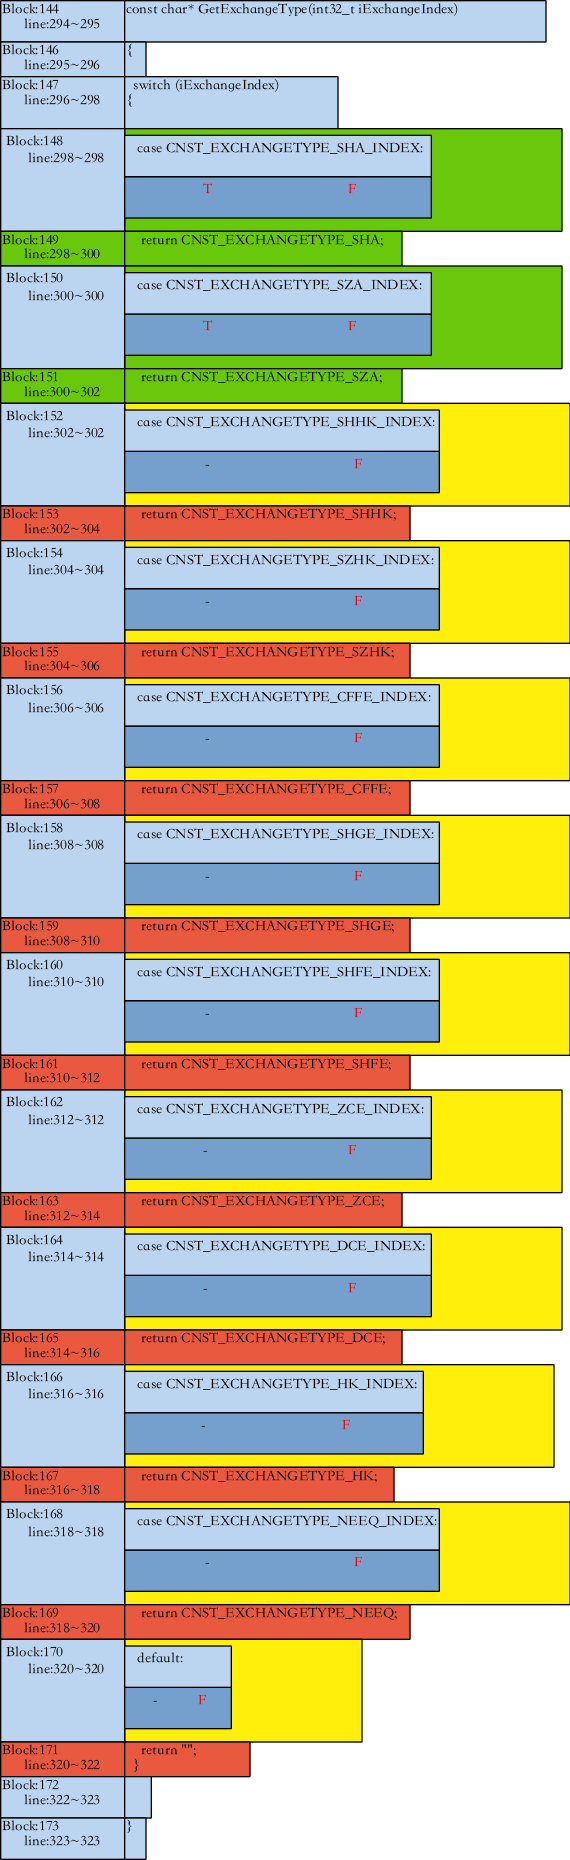 Block:144
line:294~295
const char* GetExchangeType(int32_t iExchangeIndex)
Block:146
line:295~296
{
Block:147
line:296~298
switch (iExchangeIndex)
{
Block:148
line:298~298
case CNST_EXCHANGETYPE_SHA_INDEX:
T F
Block:149
line:298~300
return CNST_EXCHANGETYPE_SHA;
Block:150
line:300~300
case CNST_EXCHANGETYPE_SZA_INDEX:
T F
Block:151
line:300~302
return CNST_EXCHANGETYPE_SZA;
Block:152
line:302~302
case CNST_EXCHANGETYPE_SHHK_INDEX:
- F
Block:153
line:302~304
return CNST_EXCHANGETYPE_SHHK;
Block:154
line:304~304
case CNST_EXCHANGETYPE_SZHK_INDEX:
- F
Block:155
line:304~306
return CNST_EXCHANGETYPE_SZHK;
Block:156
line:306~306
case CNST_EXCHANGETYPE_CFFE_INDEX:
- F
Block:157
line:306~308
return CNST_EXCHANGETYPE_CFFE;
Block:158
line:308~308
case CNST_EXCHANGETYPE_SHGE_INDEX:
- F
Block:159
line:308~310
return CNST_EXCHANGETYPE_SHGE;
Block:160
line:310~310
case CNST_EXCHANGETYPE_SHFE_INDEX:
- F
Block:161
line:310~312
return CNST_EXCHANGETYPE_SHFE;
Block:162
line:312~312
case CNST_EXCHANGETYPE_ZCE_INDEX:
- F
Block:163
line:312~314
return CNST_EXCHANGETYPE_ZCE;
Block:164
line:314~314
case CNST_EXCHANGETYPE_DCE_INDEX:
- F
Block:165
line:314~316
return CNST_EXCHANGETYPE_DCE;
Block:166
line:316~316
case CNST_EXCHANGETYPE_HK_INDEX:
- F
Block:167
line:316~318
return CNST_EXCHANGETYPE_HK;
Block:168
line:318~318
case CNST_EXCHANGETYPE_NEEQ_INDEX:
- F
Block:169
line:318~320
return CNST_EXCHANGETYPE_NEEQ;
Block:170
line:320~320
default:
- F
Block:171
line:320~322
return "";
}
Block:172
line:322~323
Block:173
line:323~323
}